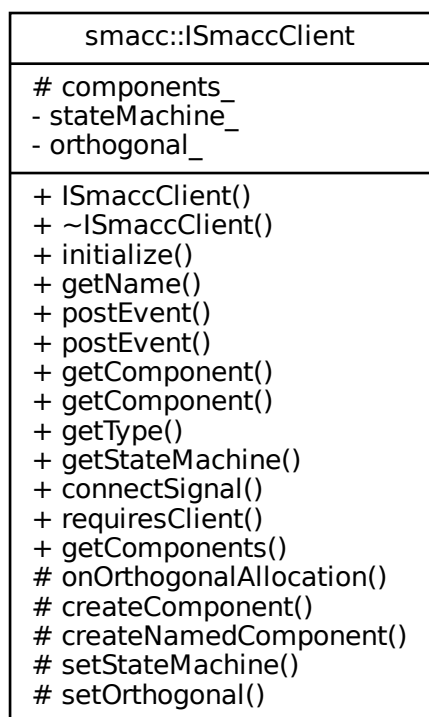 smacc::ISmaccClient
# components_
- stateMachine_
- orthogonal_
+ ISmaccClient()
+ ~ISmaccClient()
+ initialize()
+ getName()
+ postEvent()
+ postEvent()
+ getComponent()
+ getComponent()
+ getType()
+ getStateMachine()
+ connectSignal()
+ requiresClient()
+ getComponents()
# onOrthogonalAllocation()
# createComponent()
# createNamedComponent()
# setStateMachine()
# setOrthogonal()